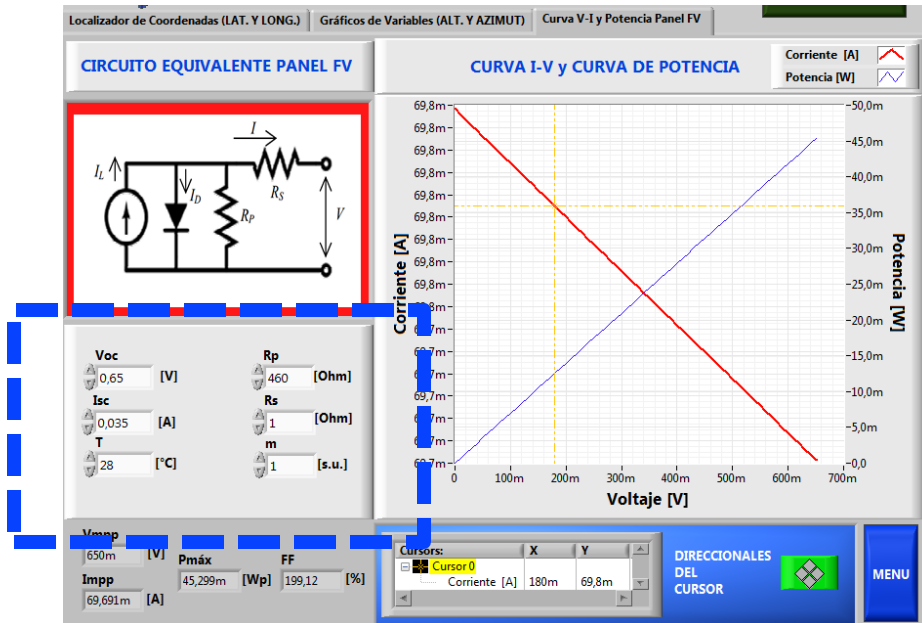 Localizador de Coordenadas (LAT. Y LONG.) Gráficos de Variables (ALT. Y AZIMUT) Curva V-I y Potencia Panel FV
CIRCUITO EQUIVALENTE PANEL FV
CURVA I-V y CURVA DE POTENCIA
Corriente [A]
Potencia [W]
I
I_L
I_D
R_P
R_S
V
69,8m
69,8m
69,8m
69,8m
69,8m
69,8m
69,8m
69,8m
69,7m
69,7m
69,7m
Corriente [A]
50,0m
45,0m
40,0m
35,0m
30,0m
25,0m
20,0m
15,0m
10,0m
5,0m
0,0
Potencia [W]
0 100m 200m 300m 400m 500m 600m 700m
Voltaje [V]
Voc
0,65 [V]
Isc
0,035 [A]
T
28 [°C]
Rp
460 [Ohm]
Rs
1 [Ohm]
m
1 [s.u.]
Vmpp
650m [V]
Impp
69,691m [A]
Pmáx
45,299m [Wp]
FF
199,12 [%]
Cursors: X Y
Cursor 0
Corriente [A] 180m 69,8m
DIRECCIONALES
DEL
CURSOR
MENU